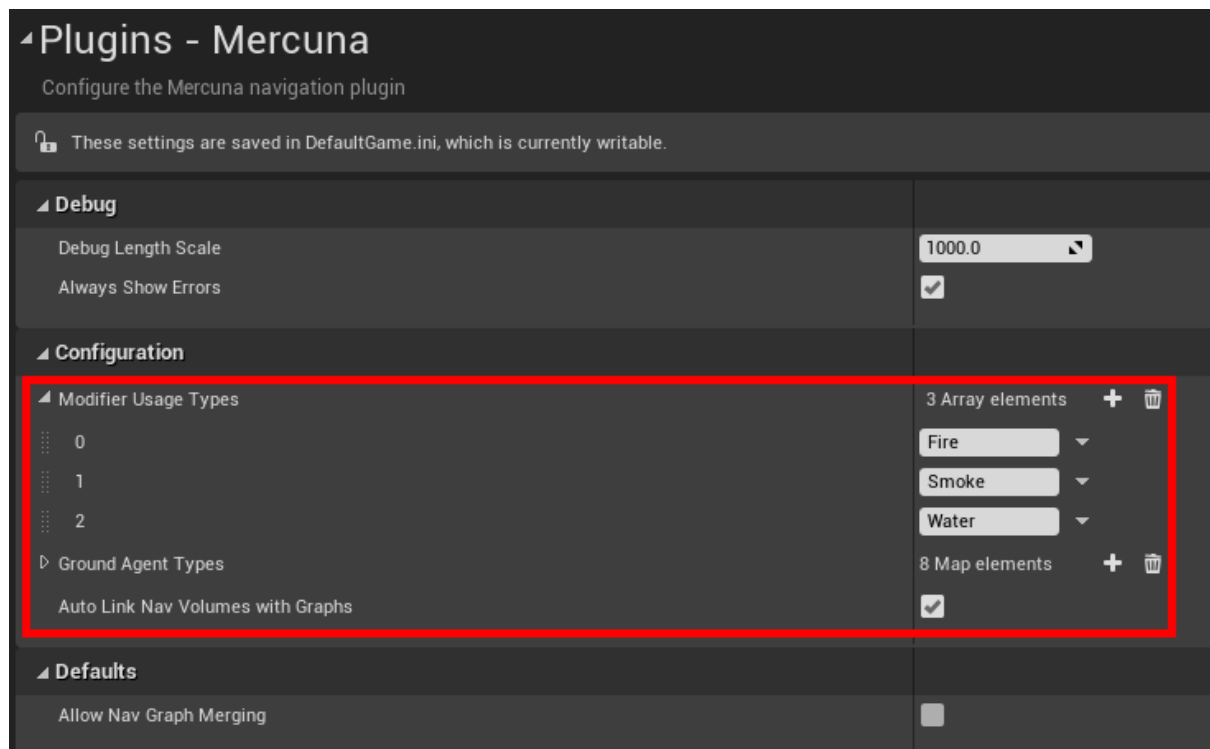 Plugins - Mercuna
Configure the Mercuna navigation plugin
These settings are saved in DefaultGame.ini, which is currently writable.
Debug
Debug Length Scale 1000.0
Always Show Errors
Configuration
Modifier Usage Types 3 Array elements
0 Fire
1 Smoke
2 Water
Ground Agent Types 8 Map elements
Auto Link Nav Volumes with Graphs
Defaults
Allow Nav Graph Merging